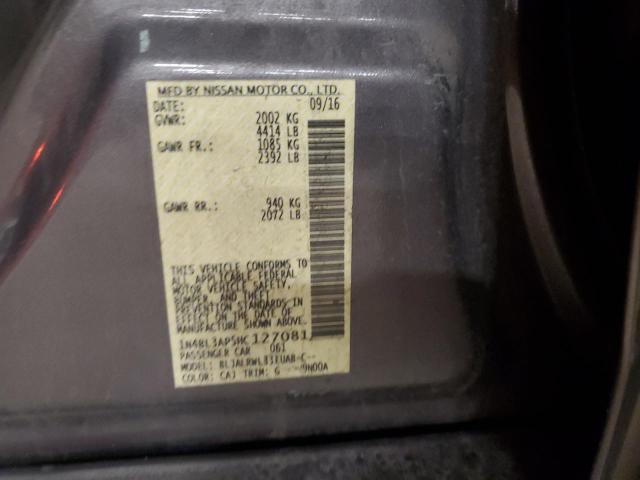 MFD BY NISSAN MOTOR CO., LTD.
DATE: 09/16
GVWR: 2002 KG
4414 LB
GAWR FR.: 1085 KG
2392 LB
GAWR RR.: 940 KG
2072 LB
THIS VEHICLE CONFORMS TO
ALL APPLICABLE FEDERAL
MOTOR VEHICLE SAFETY,
BUMPER, AND THEFT
PREVENTION STANDARDS IN
EFFECT ON THE DATE OF
MANUFACTURE SHOWN ABOVE.
1N4BL3AP5HC127081
PASSENGER CAR 061
MODEL:
COLOR: CAJ TRIM: G